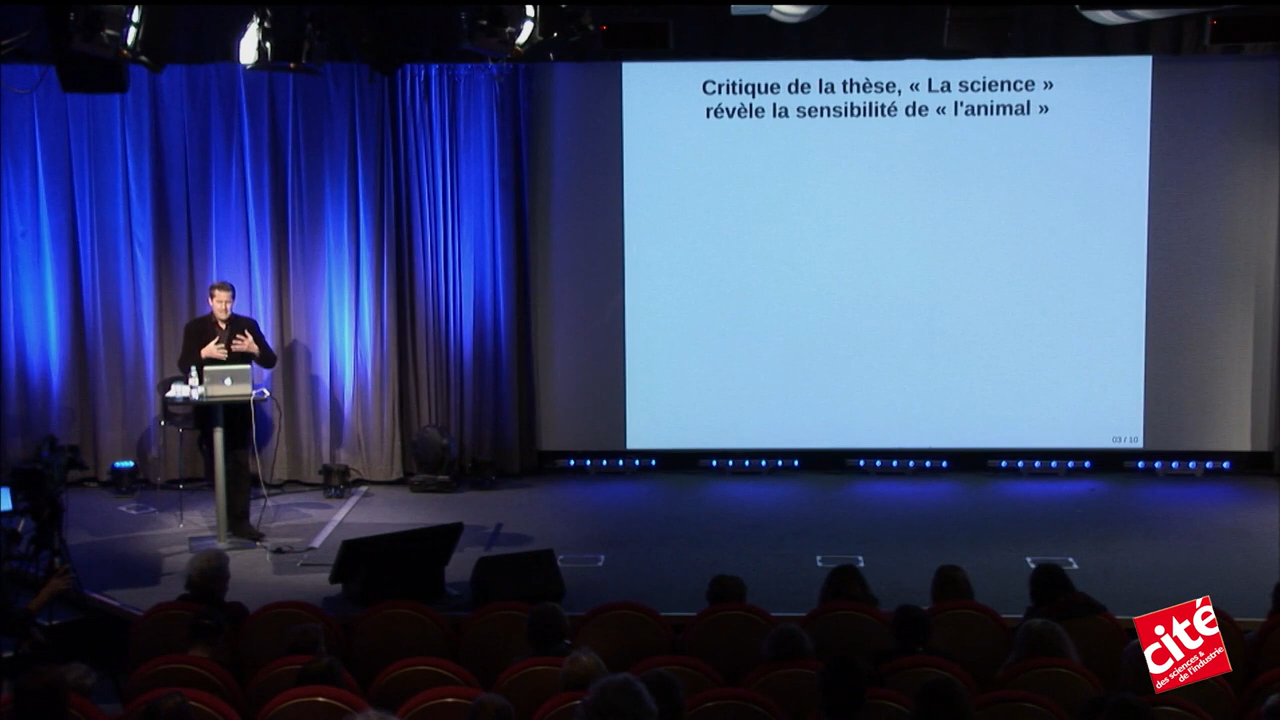 Critique de la thèse, « La science »
révèle la sensibilité de « l'animal »
03 / 10
cité
des sciences &
de l'industrie